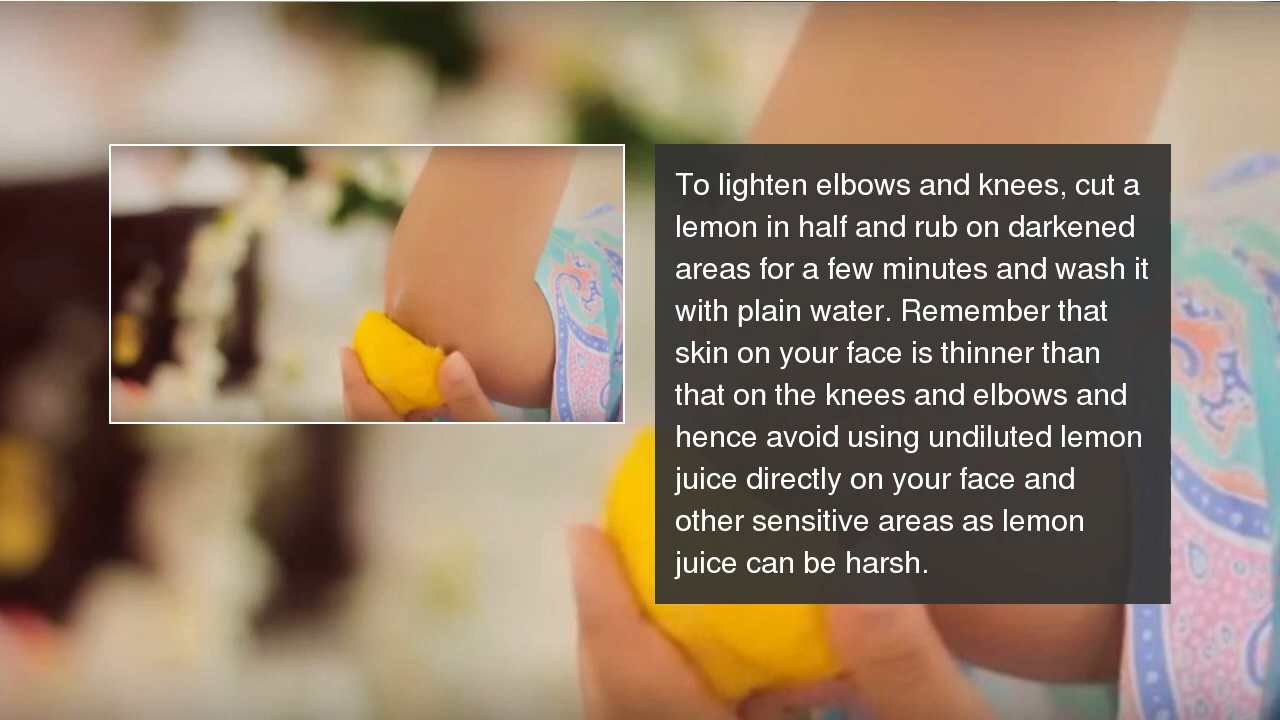 To lighten elbows and knees, cut a
lemon in half and rub on darkened
areas for a few minutes and wash it
with plain water. Remember that
skin on your face is thinner than
that on the knees and elbows and
hence avoid using undiluted lemon
juice directly on your face and
other sensitive areas as lemon
juice can be harsh.